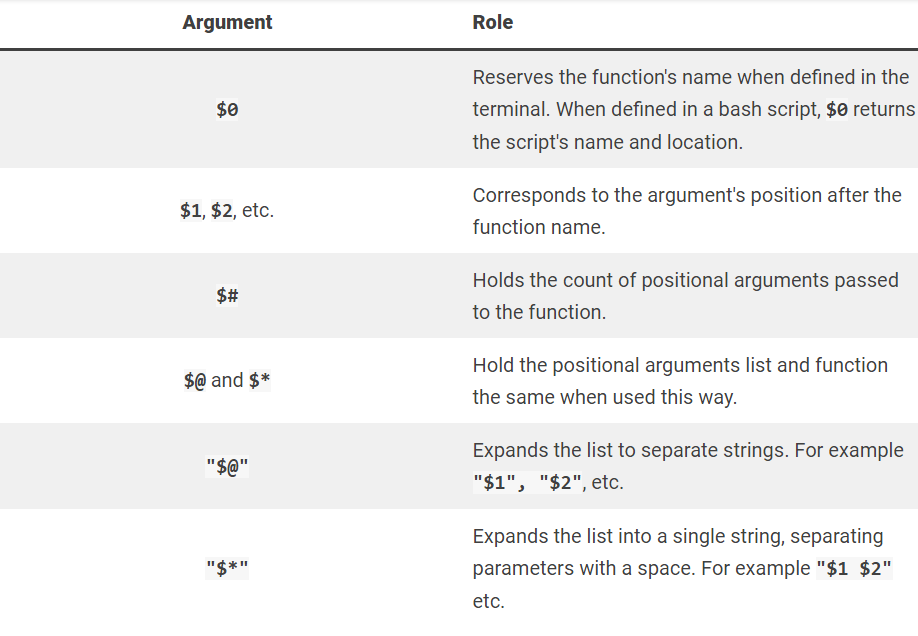 Argument Role
$0 Reserves the function's name when defined in the
terminal. When defined in a bash script, $0 returns
the script's name and location.
$1, $2, etc. Corresponds to the argument's position after the
function name.
$# Holds the count of positional arguments passed
to the function.
$@ and $* Hold the positional arguments list and function
the same when used this way.
"$@" Expands the list to separate strings. For example
"$1", "$2", etc.
"$*" Expands the list into a single string, separating
parameters with a space. For example "$1 $2"
etc.